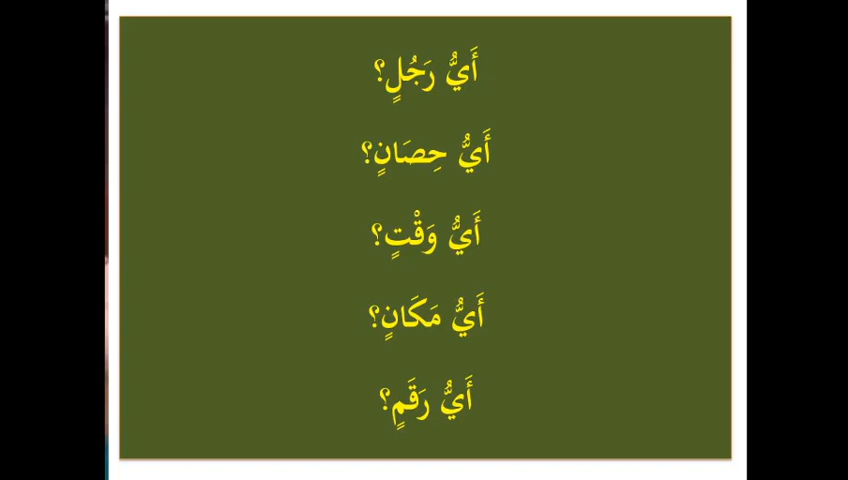 أَيُّ رَجُلٍ؟
أَيُّ حِصَانٍ؟
أَيُّ وَقْتٍ؟
أَيُّ مَكَانٍ؟
أَيُّ رَقَمٍ؟